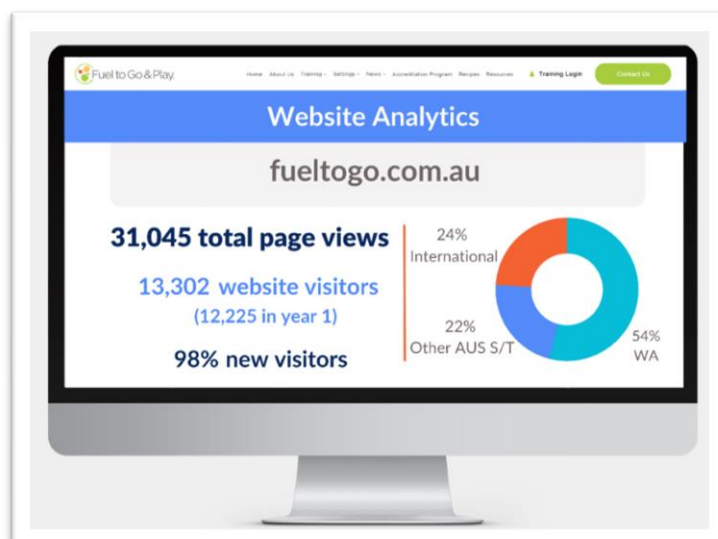 Fuel to Go & Play.
Home About Us Training Settings News Accreditation Program Recipes Resources Training Login Contact Us
Website Analytics
fueltogo.com.au
31,045 total page views
13,302 website visitors
(12,225 in year 1)
98% new visitors
24%
International
22%
Other AUS S/T
54%
WA